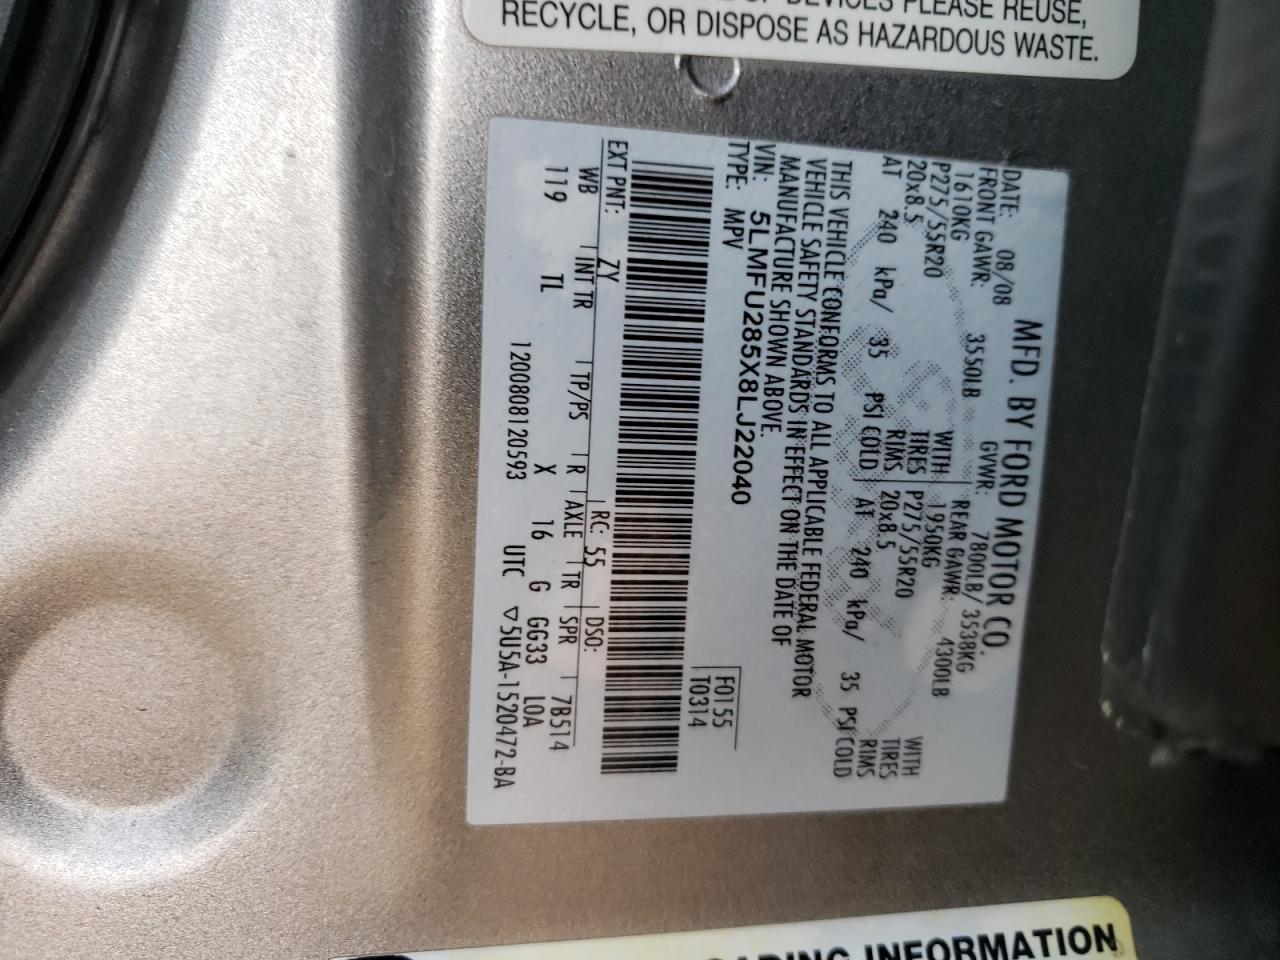 OF DEVICES PLEASE REUSE,
RECYCLE, OR DISPOSE AS HAZARDOUS WASTE.
MFD. BY FORD MOTOR CO.
DATE: 08/08 GVWR: 7800LB/ 3538KG
FRONT GAWR: 3550LB REAR GAWR: 4300LB
1610KG WITH 1950KG WITH
P275/55R20 TIRES P275/55R20 TIRES
20x8.5 RIMS 20x8.5 RIMS
AT 240 kPa/ 35 PSI COLD AT 240 kPa/ 35 PSI COLD
THIS VEHICLE CONFORMS TO ALL APPLICABLE FEDERAL MOTOR
VEHICLE SAFETY STANDARDS IN EFFECT ON THE DATE OF
MANUFACTURE SHOWN ABOVE.
VIN: 5LMFU285X8LJ22040
TYPE: MPV
F0155
T0314
EXT PNT: ZY RC: 55 DSO:
WB INT TR TP/PS R AXLE TR SPR 7B514
119 TL X 16 G GG33 L0A
1200808120593 UTC ▽5U5A-1520472-BA
LOADING INFORMATION